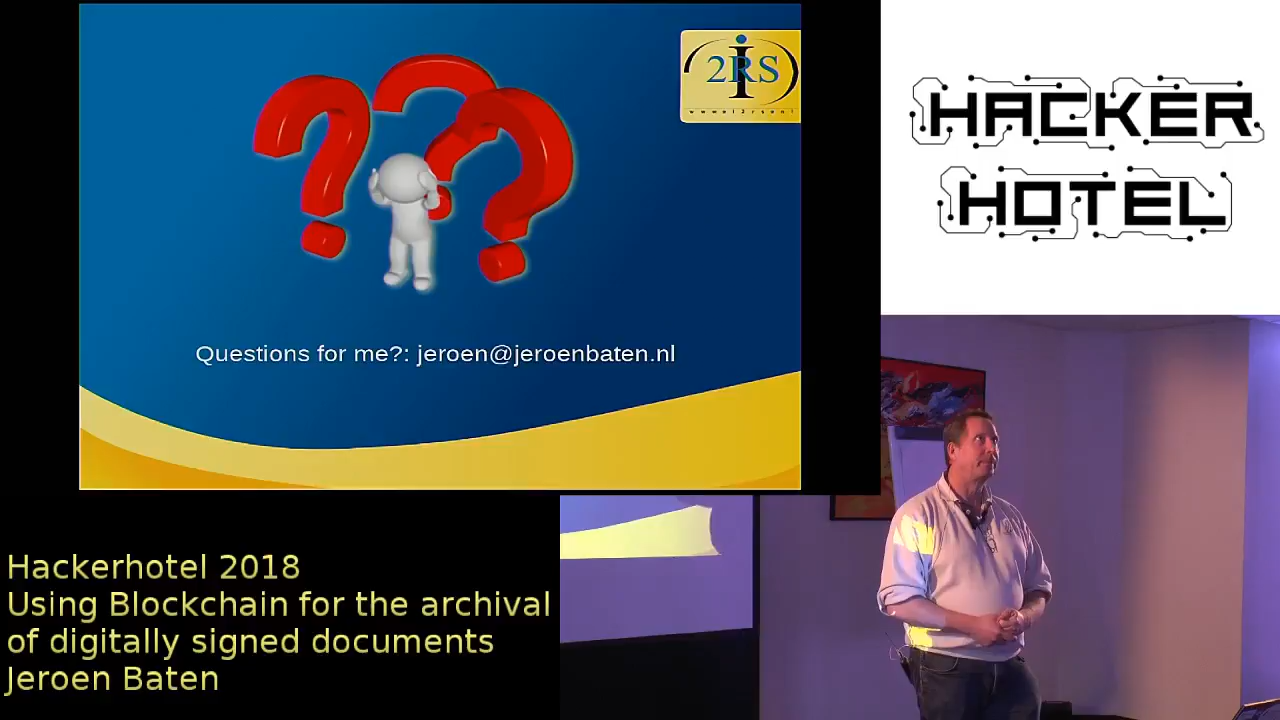 2RS
Questions for me?: jeroen@jeroenbaten.nl
HACKER
HOTEL
Hackerhotel 2018
Using Blockchain for the archival
of digitally signed documents
Jeroen Baten